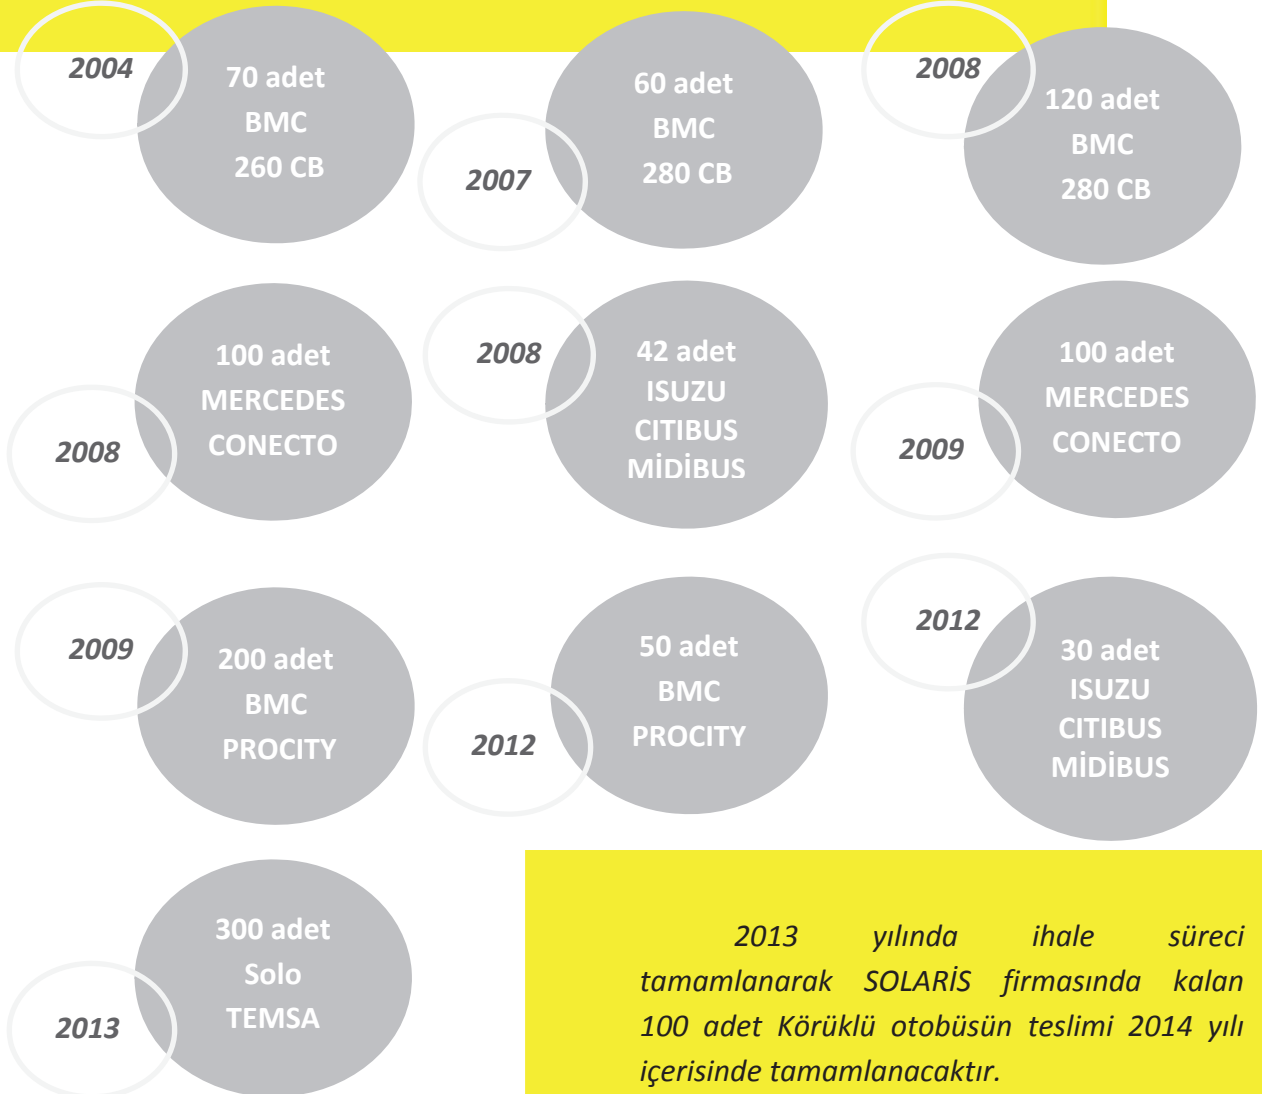 2004
70 adet
BMC
260 CB
2007
60 adet
BMC
280 CB
2008
120 adet
BMC
280 CB
2008
100 adet
MERCEDES
CONECTO
2008
42 adet
ISUZU
CITIBUS
MİDİBUS
2009
100 adet
MERCEDES
CONECTO
2009
200 adet
BMC
PROCITY
2012
50 adet
BMC
PROCITY
2012
30 adet
ISUZU
CITIBUS
MİDİBUS
2013
300 adet
Solo
TEMSA
2013 yılında ihale süreci
tamamlanarak SOLARİS firmasında kalan
100 adet Körüklü otobüsün teslimi 2014 yılı
içerisinde tamamlanacaktır.